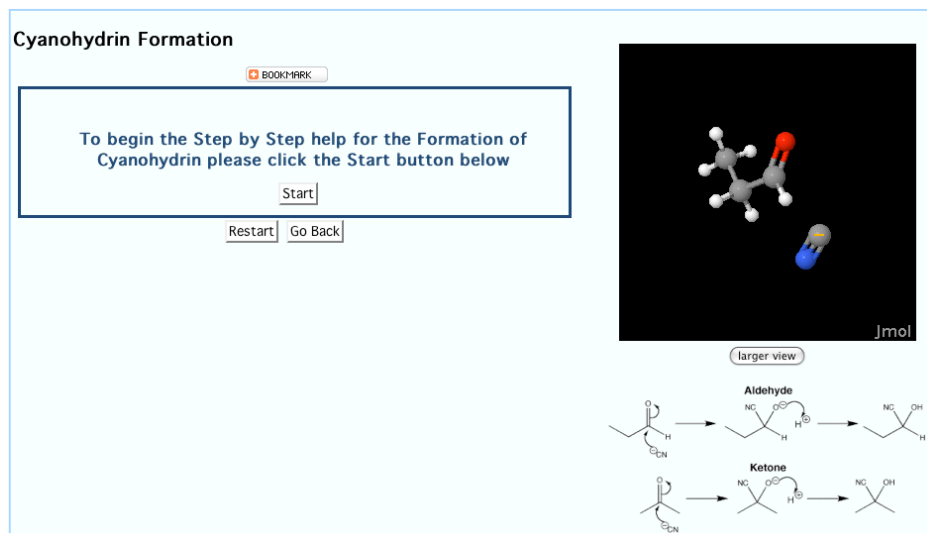 Cyanohydrin Formation
BOOKMARK
To begin the Step by Step help for the Formation of
Cyanohydrin please click the Start button below
Start
Restart Go Back
Jmol
larger view
Aldehyde
O H ⊖CN NC O⊖ H H⊕ NC OH H
Ketone
O ⊖CN NC O⊖ H⊕ NC OH